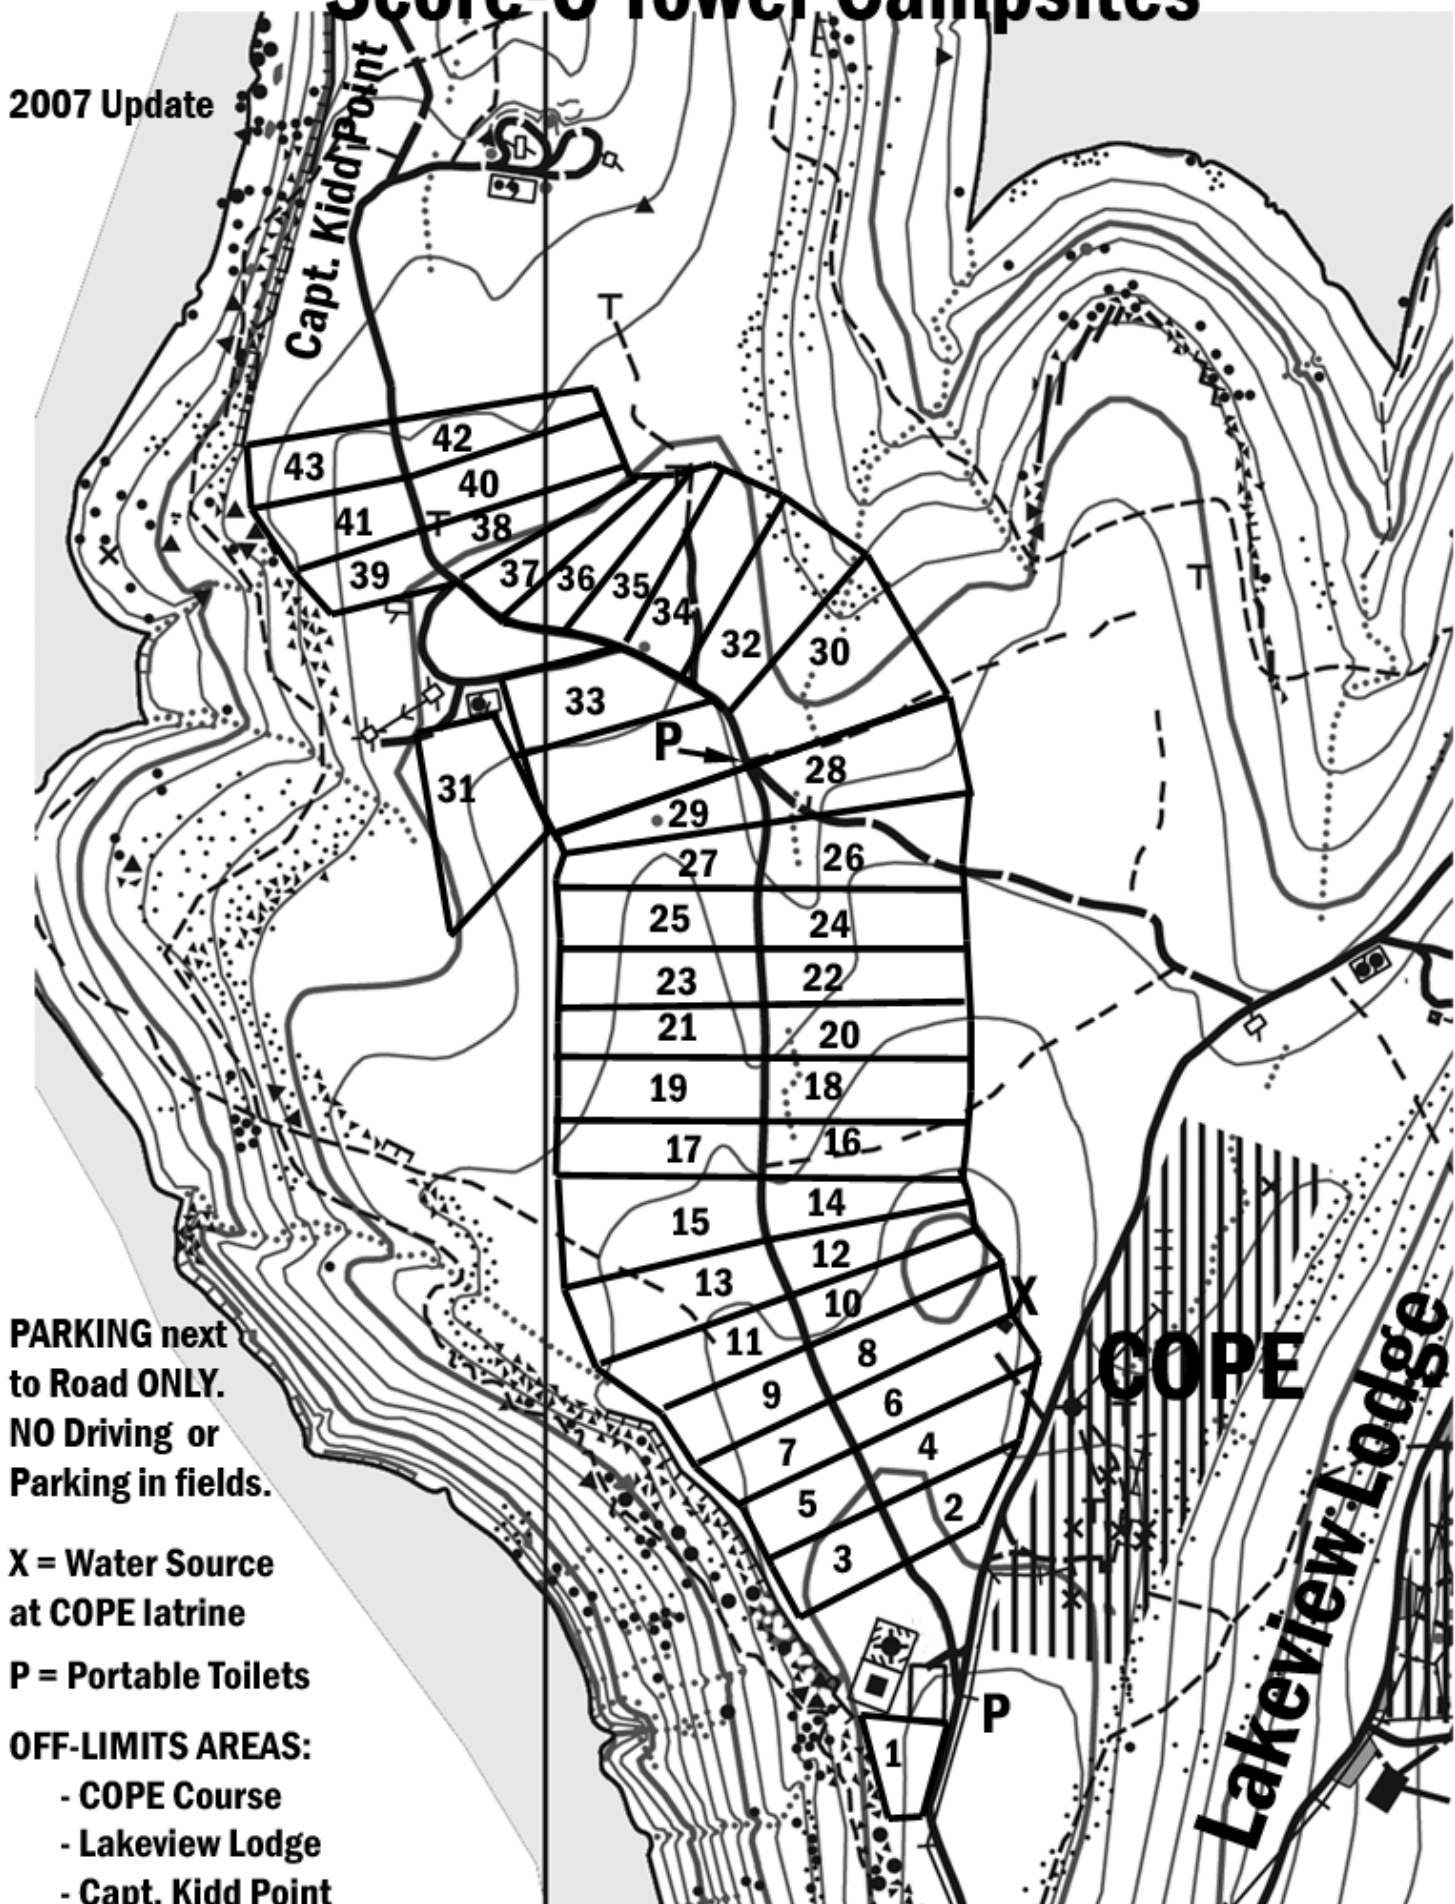 Score-O Tower Campsites
2007 Update
Capt. Kidd Point
43
42
41
40
39
38
37
36
35
34
32
30
33
P
31
28
29
27
26
25
24
23
22
21
20
19
18
17
16
15
14
13
12
11
10
X
9
8
7
6
COPE
5
4
3
2
Lakeview Lodge
P
1
PARKING next
to Road ONLY.
NO Driving or
Parking in fields.
X = Water Source
at COPE latrine
P = Portable Toilets
OFF-LIMITS AREAS:
- COPE Course
- Lakeview Lodge
- Capt. Kidd Point